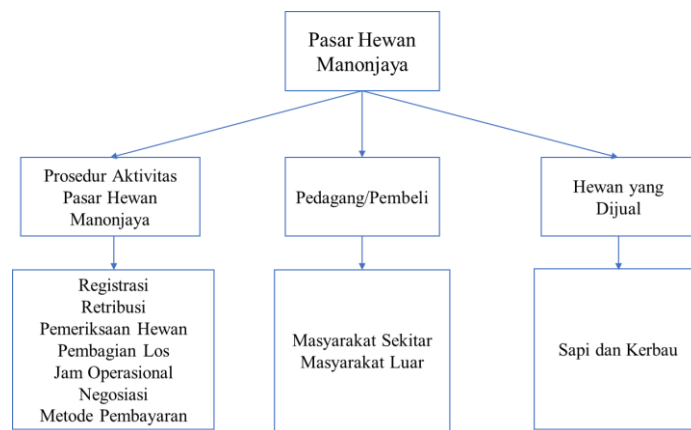 Pasar Hewan
Manonjaya
Prosedur Aktivitas
Pasar Hewan
Manonjaya
Pedagang/Pembeli
Hewan yang
Dijual
Registrasi
Retribusi
Pemeriksaan Hewan
Pembagian Los
Jam Operasional
Negosiasi
Metode Pembayaran
Masyarakat Sekitar
Masyarakat Luar
Sapi dan Kerbau